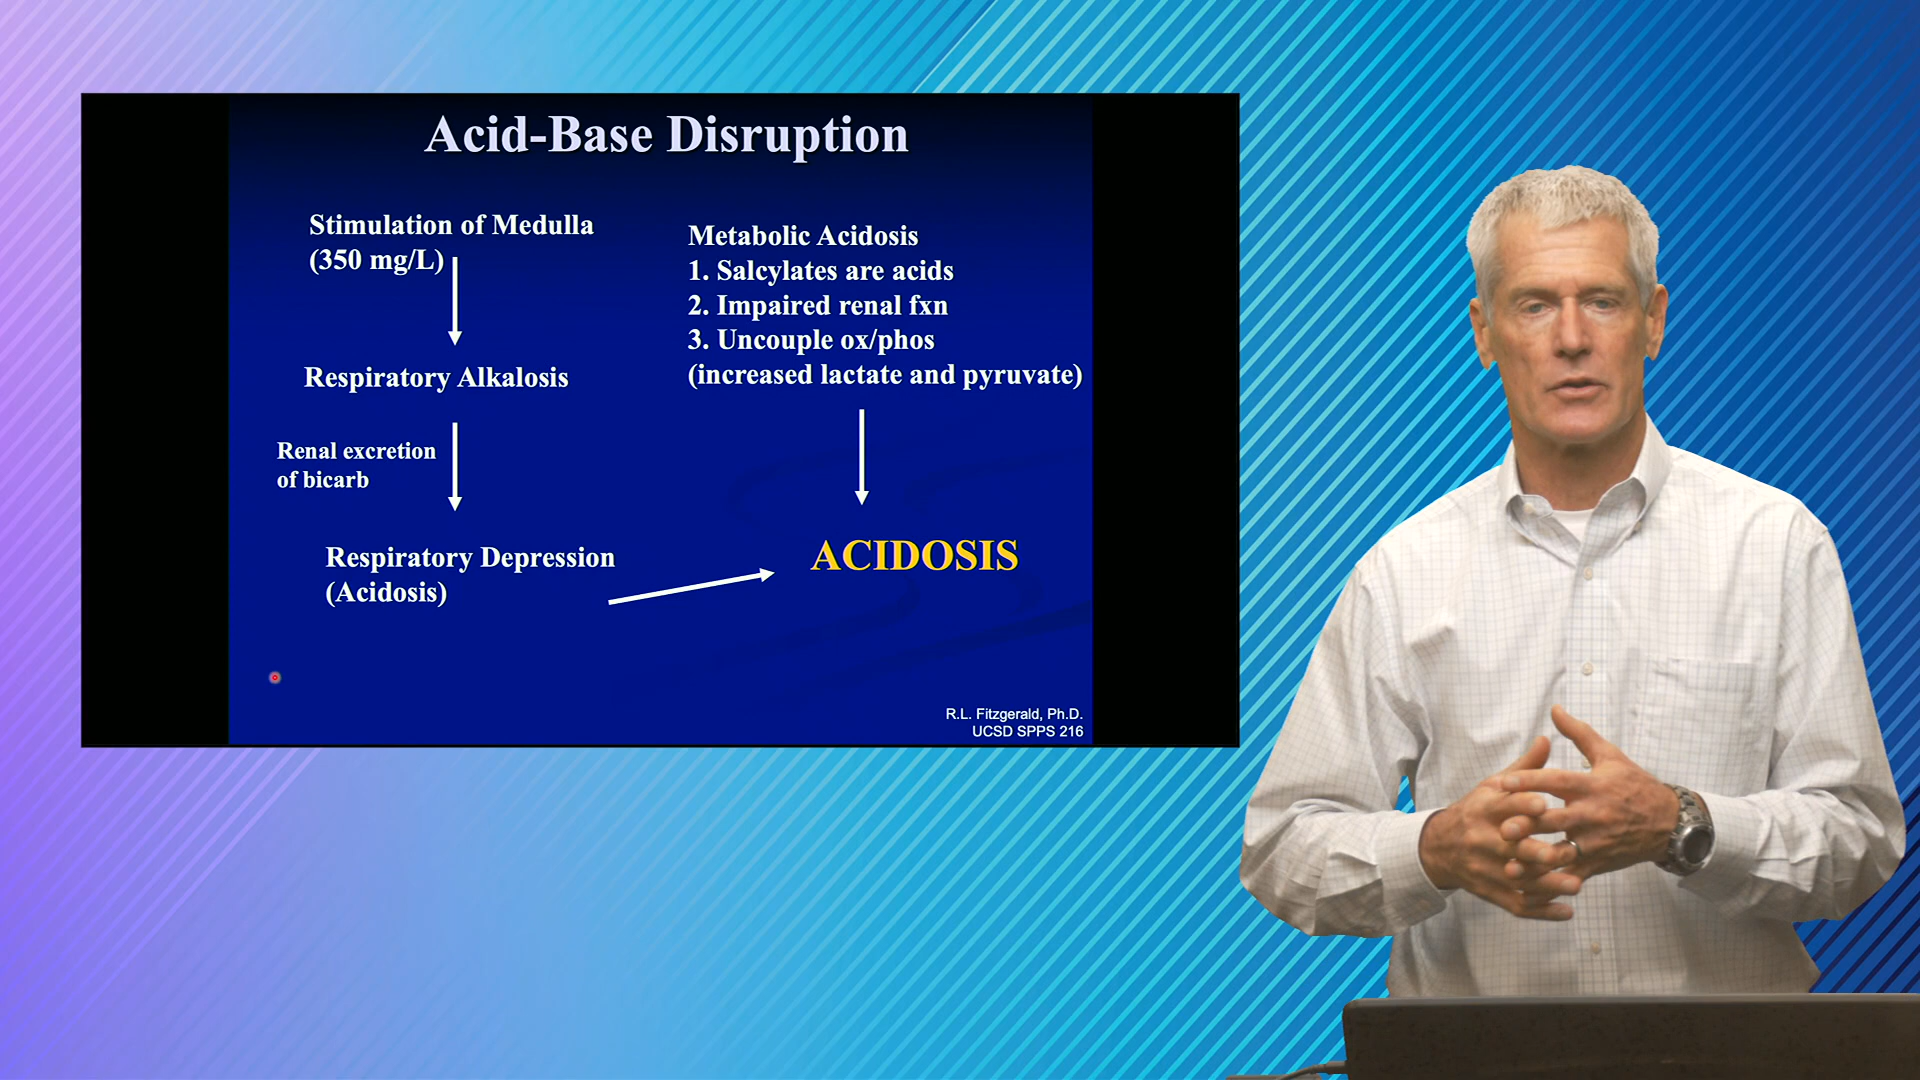 Acid-Base Disruption
Stimulation of Medulla
(350 mg/L)
Respiratory Alkalosis
Renal excretion
of bicarb
Respiratory Depression
(Acidosis)
Metabolic Acidosis
1. Salcylates are acids
2. Impaired renal fxn
3. Uncouple ox/phos
(increased lactate and pyruvate)
ACIDOSIS
R.L. Fitzgerald, Ph.D.
UCSD SPPS 216